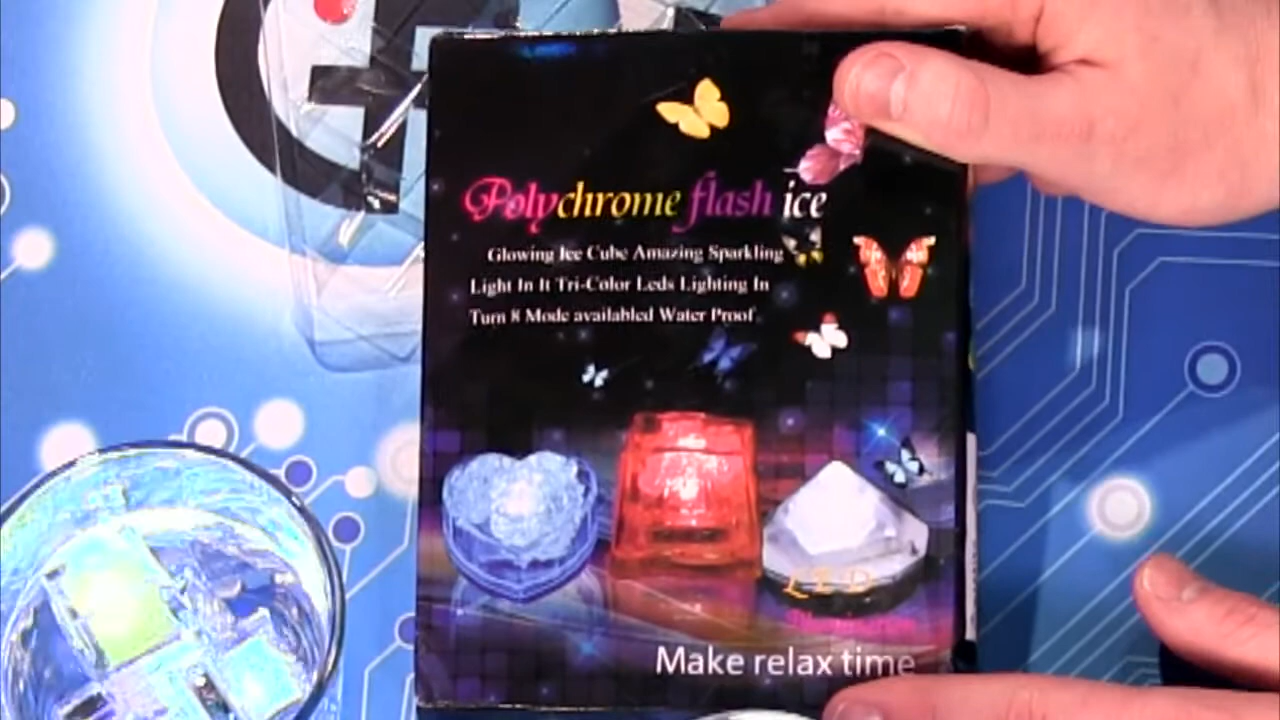 Polychrome flash ice
Glowing Ice Cube Amazing Sparkling
Light In It Tri-Color Leds Lighting In
Turn 8 Mode availabled Water Proof
LED
Make relax time